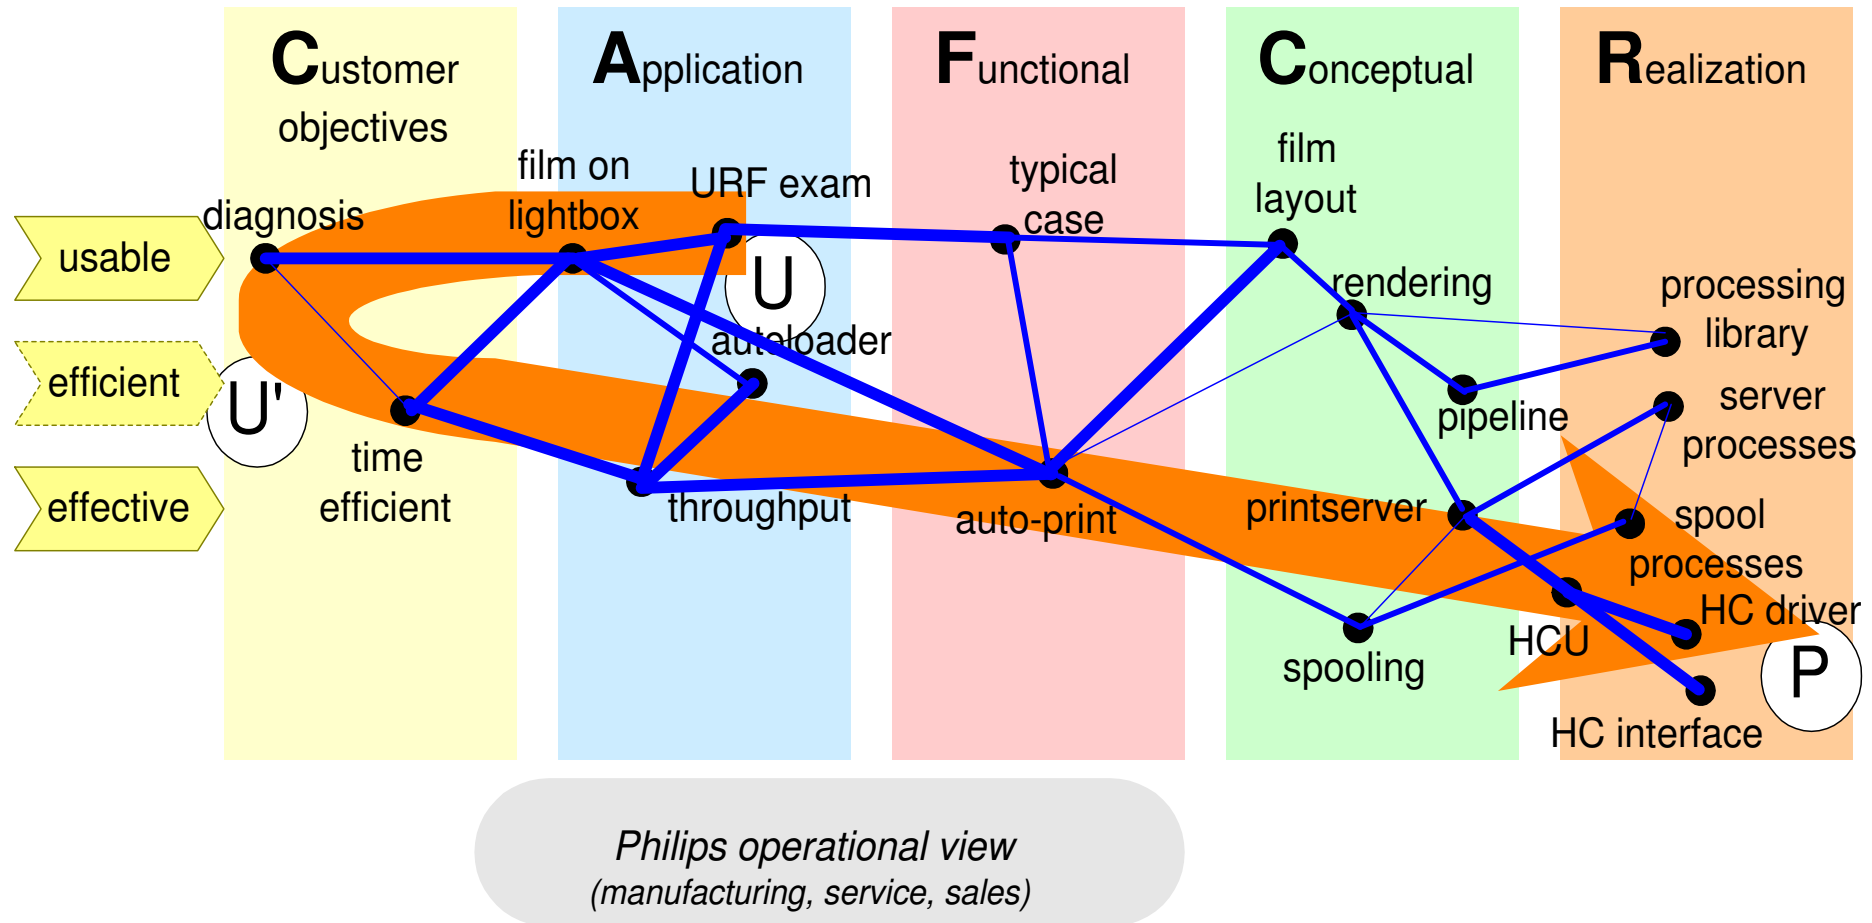 Customer
objectives
Application
Functional
Conceptual
Realization
usable
efficient
effective
diagnosis
film on
lightbox
URF exam
typical
case
film
layout
rendering
processing
library
U
autoloader
U'
pipeline
server
processes
time
efficient
throughput
auto-print
printserver
spool
processes
HC driver
HCU
spooling
P
HC interface
Philips operational view
(manufacturing, service, sales)